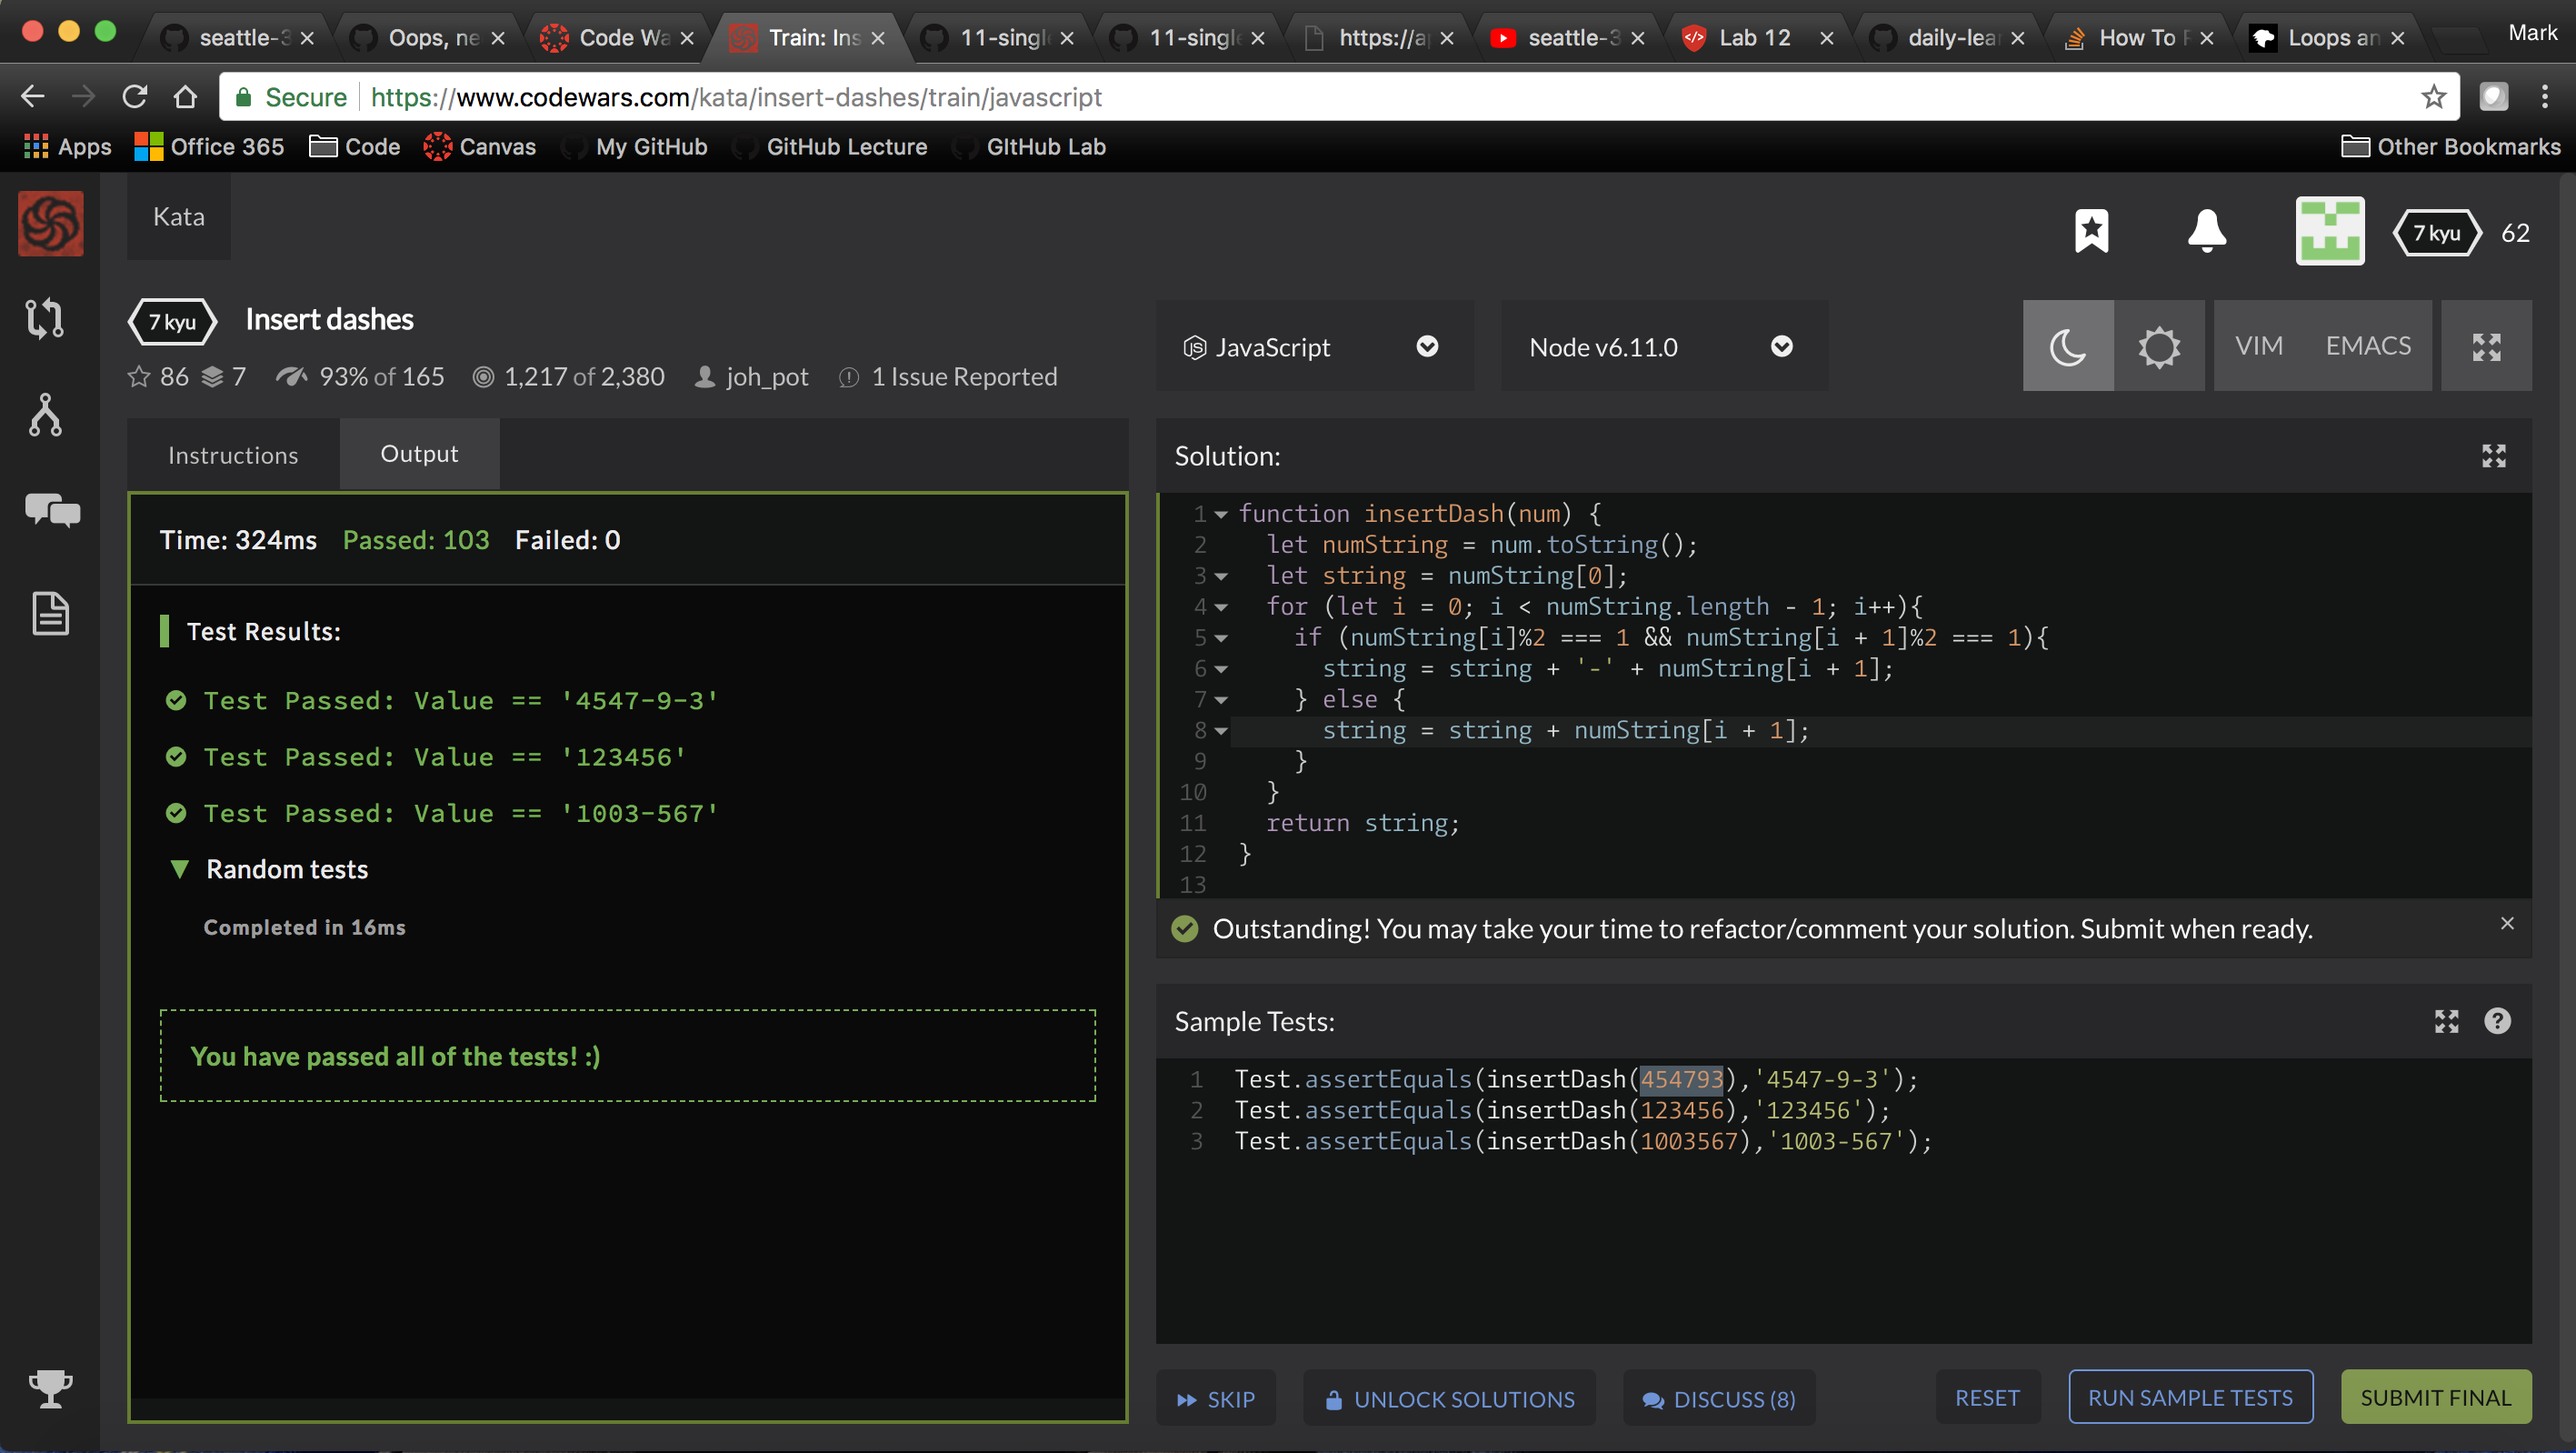 seattle-3
Oops, ne
Code Wa
Train: Ins
11-single
11-single
https://a
seattle-3
Lab 12
daily-lea
How To
Loops an
Mark
Secure https://www.codewars.com/kata/insert-dashes/train/javascript
Apps Office 365 Code Canvas My GitHub GitHub Lecture GItHub Lab Other Bookmarks
Kata
7 kyu 62
7 kyu Insert dashes
86 7 93% of 165 1,217 of 2,380 joh_pot 1 Issue Reported
JavaScript Node v6.11.0 VIM EMACS
Instructions Output
Time: 324ms Passed: 103 Failed: 0
Test Results:
Test Passed: Value == '4547-9-3'
Test Passed: Value == '123456'
Test Passed: Value == '1003-567'
Random tests
Completed in 16ms
You have passed all of the tests! :)
Solution:
1 function insertDash(num) {
2 let numString = num.toString();
3 let string = numString[0];
4 for (let i = 0; i < numString.length - 1; i++){
5 if (numString[i]%2 === 1 && numString[i + 1]%2 === 1){
6 string = string + '-' + numString[i + 1];
7 } else {
8 string = string + numString[i + 1];
9 }
10 }
11 return string;
12 }
13
Outstanding! You may take your time to refactor/comment your solution. Submit when ready.
Sample Tests:
1 Test.assertEquals(insertDash(454793),'4547-9-3');
2 Test.assertEquals(insertDash(123456),'123456');
3 Test.assertEquals(insertDash(1003567),'1003-567');
SKIP UNLOCK SOLUTIONS DISCUSS (8) RESET RUN SAMPLE TESTS SUBMIT FINAL